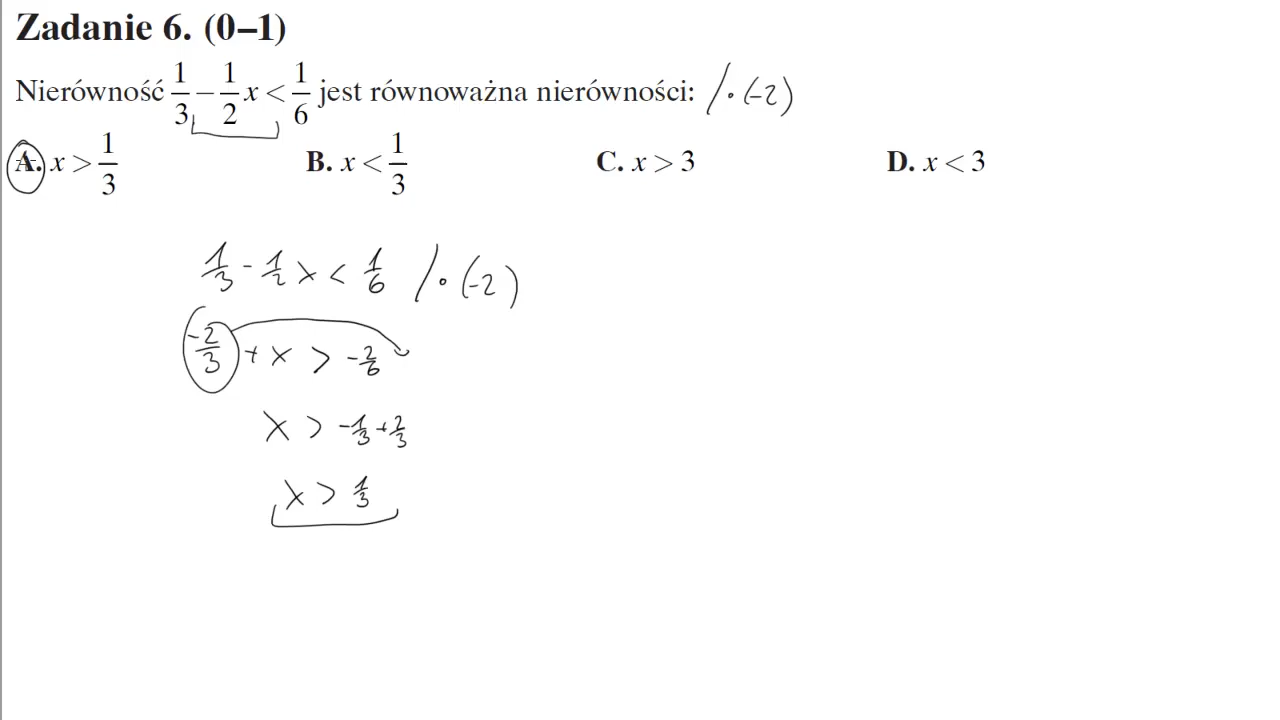 Zadanie 6. (0–1)
Nierówność 1/3 − 1/2 x < 1/6 jest równoważna nierówności: / · (-2)
A. x > 1/3 B. x < 1/3 C. x > 3 D. x < 3
1/3 - 1/2 x < 1/6 / · (-2)
-2/3 + x > -2/6
x > -1/3 + 2/3
x > 1/3